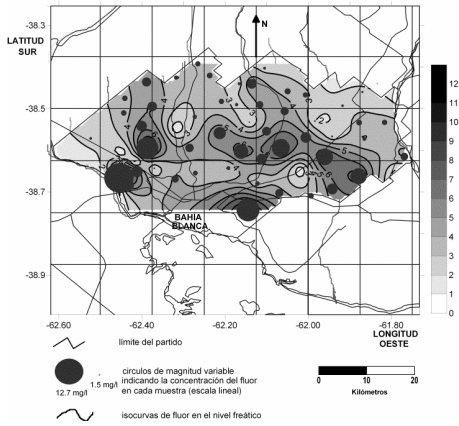 -38.3
LATITUD
SUR
N
-38.5
-38.7
-38.9
BAHIA
BLANCA
12
11
10
9
8
7
6
5
4
3
2
1
0
-62.60
-62.40
-62.20
-62.00
-61.80
LONGITUD
OESTE
límite del partido
12.7 mg/l
1.5 mg/l
circulos de magnitud variable
indicando la concentración del fluor
en cada muestra (escala lineal)
0 10 20
Kilómetros
isocurvas de fluor en el nivel freático